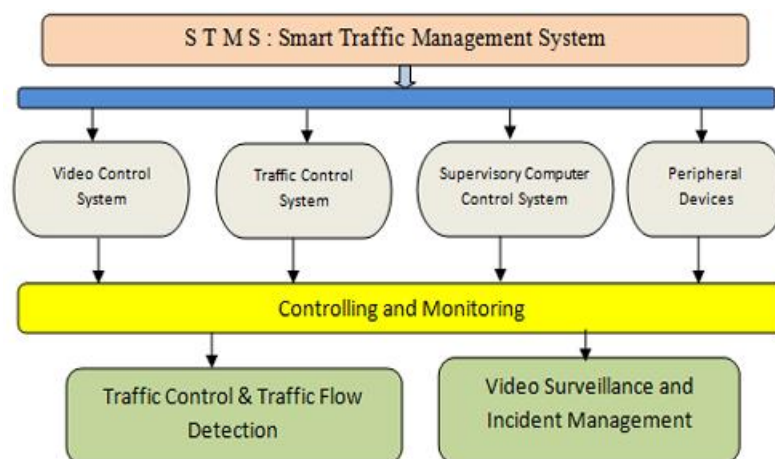 S T M S : Smart Traffic Management System
Video Control
System
Traffic Control
System
Supervisory Computer
Control System
Peripheral
Devices
Controlling and Monitoring
Traffic Control & Traffic Flow
Detection
Video Surveillance and
Incident Management